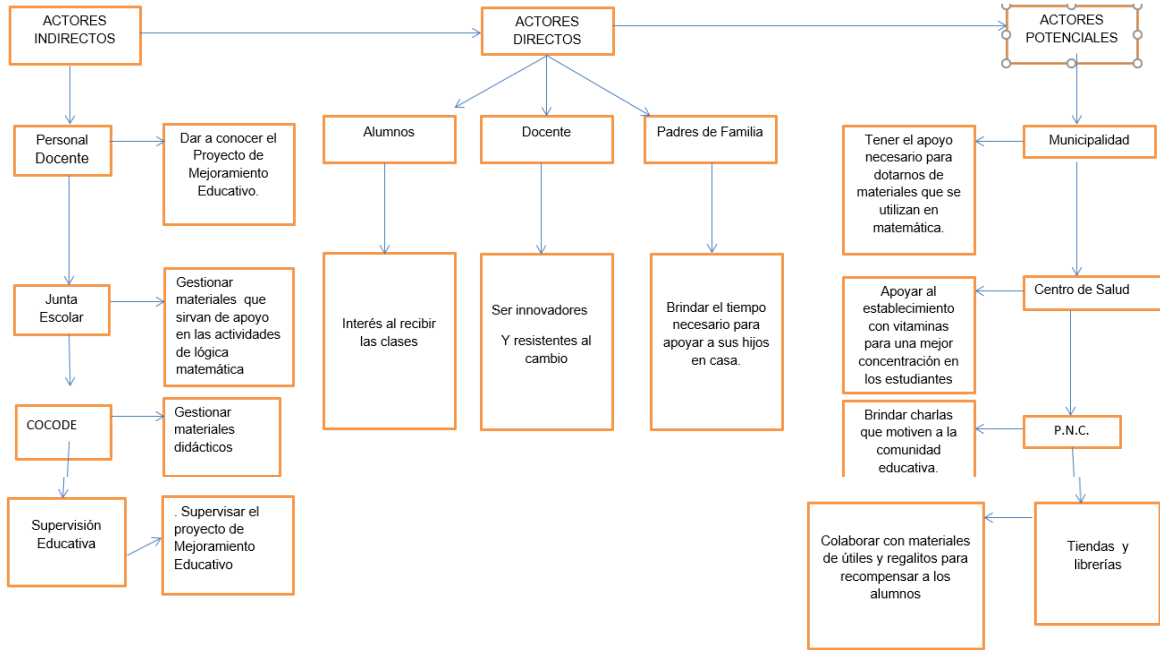 ACTORES
INDIRECTOS
ACTORES
DIRECTOS
ACTORES
POTENCIALES
Personal
Docente
Dar a conocer el
Proyecto de
Mejoramiento
Educativo.
Alumnos
Docente
Padres de Familia
Tener el apoyo
necesario para
dotarnos de
materiales que se
utilizan en
matemática.
Municipalidad
Junta
Escolar
Gestionar
materiales que
sirvan de apoyo
en las actividades
de lógica
matemática
Interés al recibir
las clases
Ser innovadores
Y resistentes al
cambio
Brindar el tiempo
necesario para
apoyar a sus hijos
en casa.
Apoyar al
establecimiento
con vitaminas
para una mejor
concentración en
los estudiantes
Centro de Salud
COCODE
Gestionar
materiales
didácticos
Brindar charlas
que motiven a la
comunidad
educativa.
P.N.C.
Supervisión
Educativa
. Supervisar el
proyecto de
Mejoramiento
Educativo
Colaborar con materiales
de útiles y regalitos para
recompensar a los
alumnos
Tiendas y
librerías